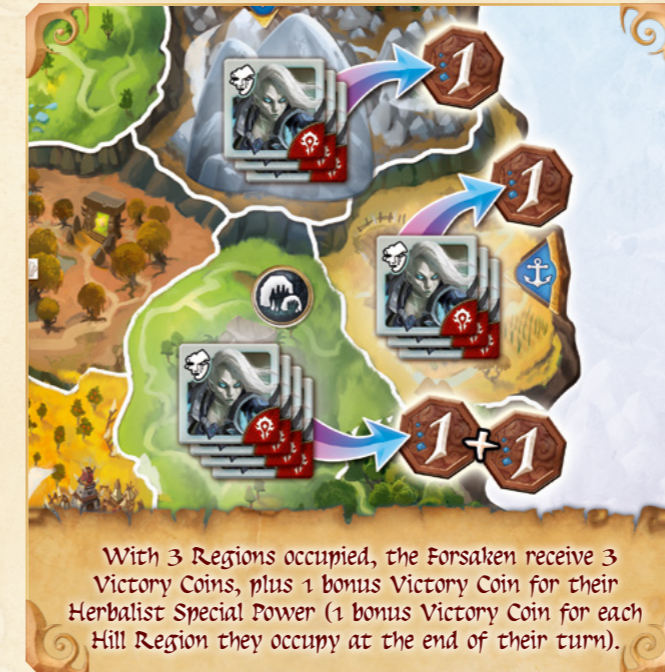 1
1
1 + 1
With 3 Regions occupied, the Forsaken receive 3
Victory Coins, plus 1 bonus Victory Coin for their
Herbalist Special Power (1 bonus Victory Coin for each
Hill Region they occupy at the end of their turn).